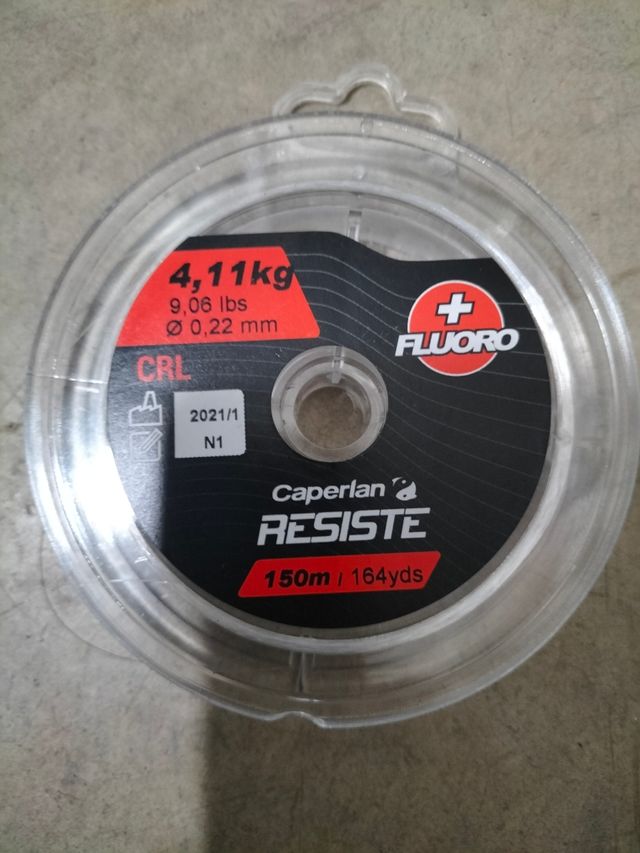 4,11kg
9,06 lbs
Ø 0,22 mm
+
FLUORO
CRL
2021/1
N1
Caperlan
RESISTE
150m / 164yds